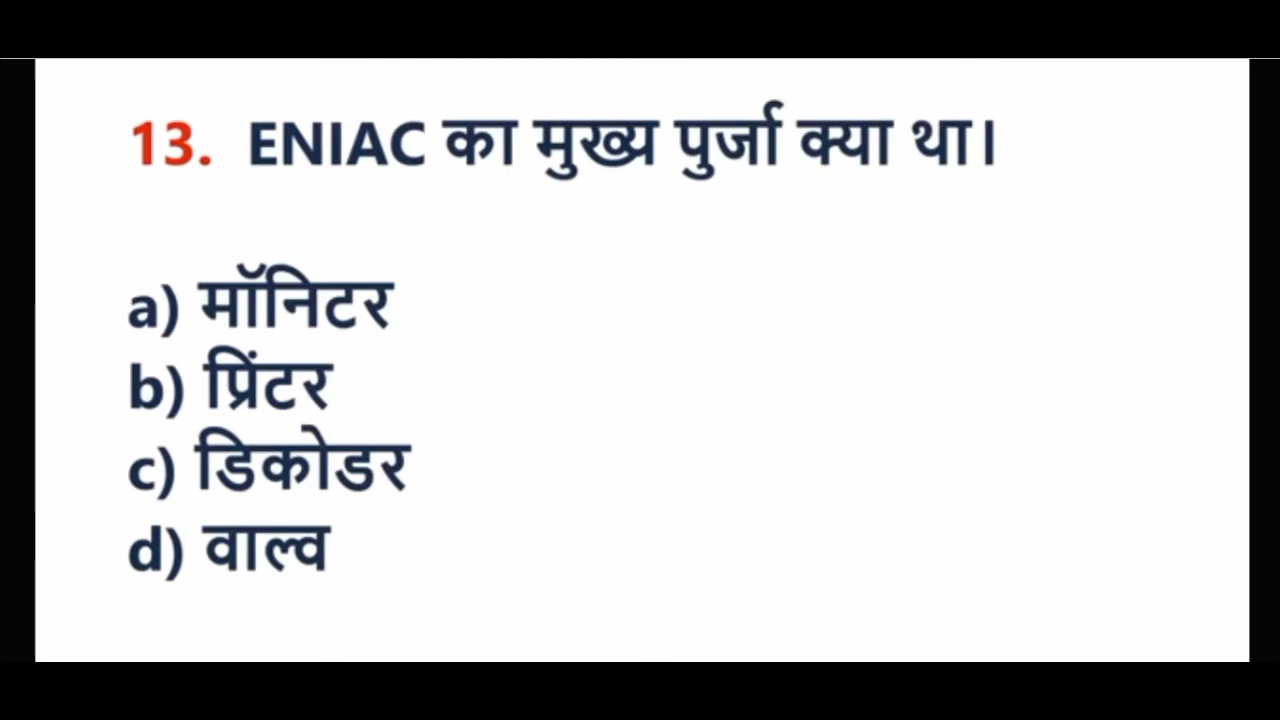 13. ENIAC का मुख्य पुर्जा क्या था।
a) मॉनिटर
b) प्रिंटर
c) डिकोडर
d) वाल्व